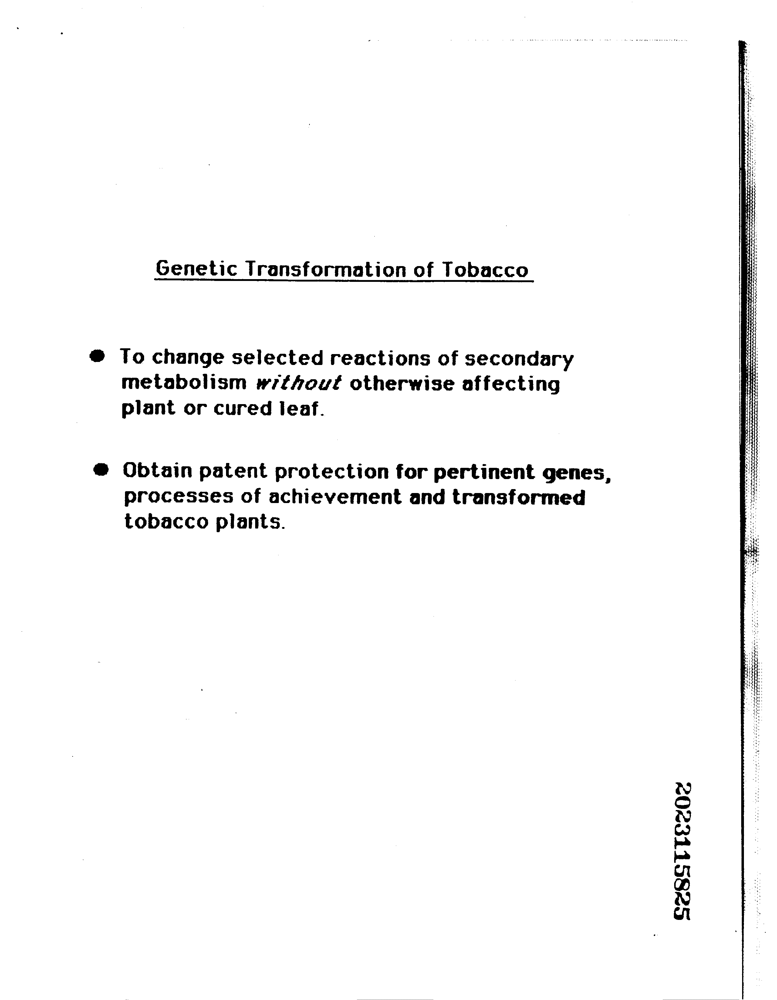 Genetic Transformation of Tobacco
● To change selected reactions of secondary
metabolism without otherwise affecting
plant or cured leaf.
● Obtain patent protection for pertinent genes,
processes of achievement and transformed
tobacco plants.
2023115825